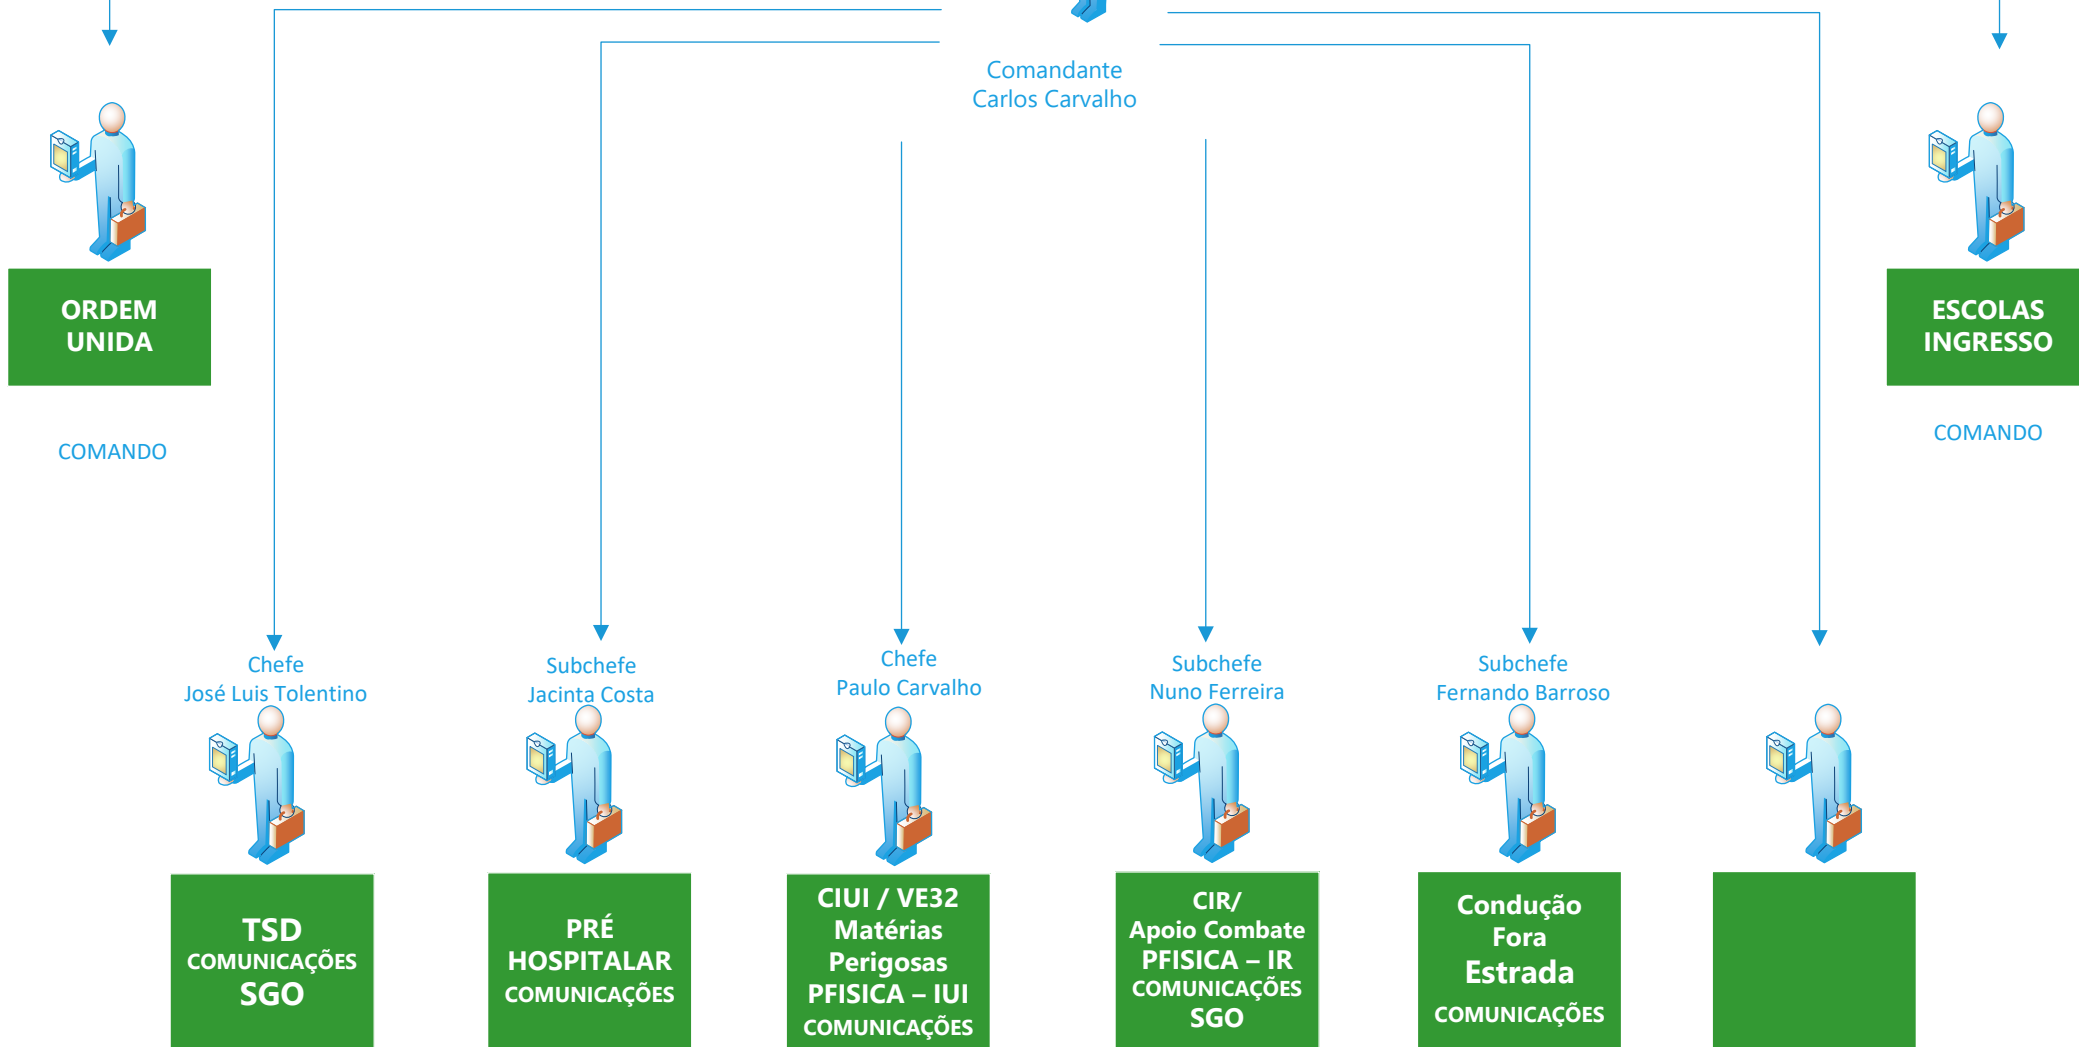 Comandante
Carlos Carvalho
ORDEM
UNIDA
COMANDO
ESCOLAS
INGRESSO
COMANDO
Chefe
José Luis Tolentino
TSD
COMUNICAÇÕES
SGO
Subchefe
Jacinta Costa
PRÉ
HOSPITALAR
COMUNICAÇÕES
Chefe
Paulo Carvalho
CIUI / VE32
Matérias
Perigosas
PFISICA – IUI
COMUNICAÇÕES
Subchefe
Nuno Ferreira
CIR/
Apoio Combate
PFISICA – IR
COMUNICAÇÕES
SGO
Subchefe
Fernando Barroso
Condução
Fora
Estrada
COMUNICAÇÕES